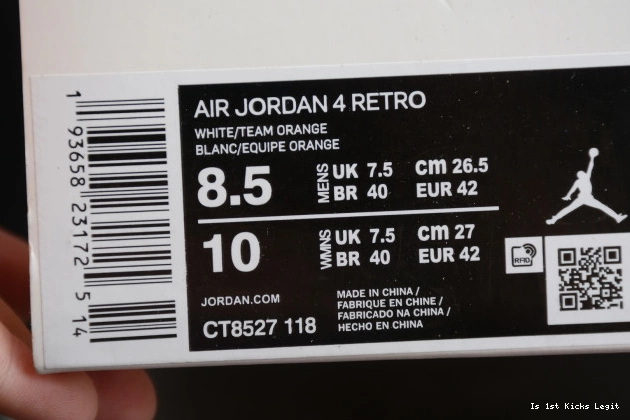 AIR JORDAN 4 RETRO
WHITE/TEAM ORANGE
BLANC/EQUIPE ORANGE
8.5 MENS UK 7.5 Cm 26.5
BR 40 EUR 42
10 WMNS UK 7.5 Cm 27
BR 40 EUR 42
JORDAN.COM
CT8527 118
MADE IN CHINA /
FABRIQUE EN CHINE /
FABRICADO NA CHINA /
HECHO EN CHINA
RFID
1 93658 23172 5 14
Is 1st Kicks Legit